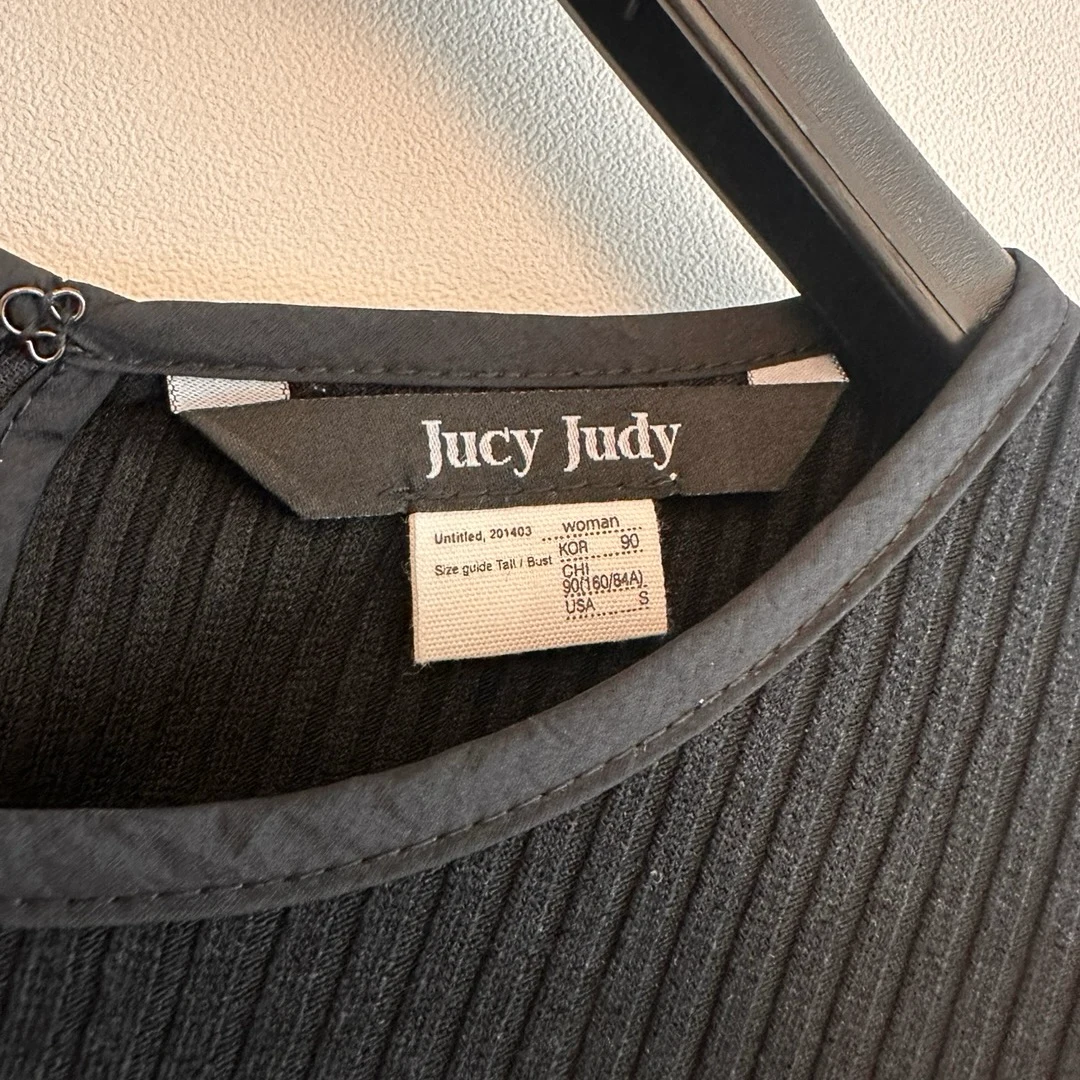 Jucy Judy
Untitled, 201403
Size guide Tall / Bust
woman
KOR 90
CHI
90(160/84A)
USA S